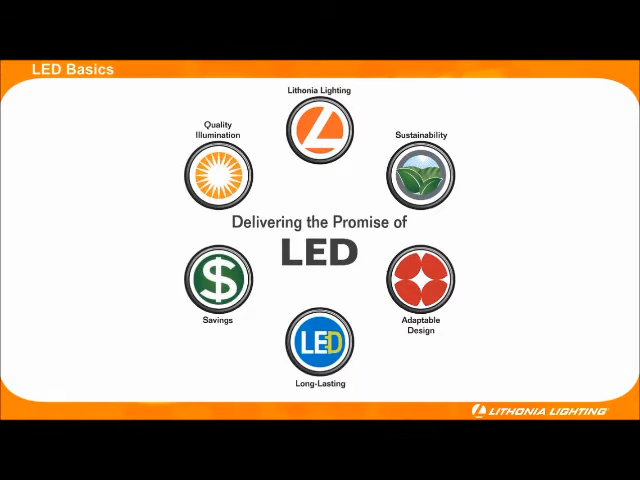 LED Basics
Lithonia Lighting
Quality
Illumination
Sustainability
Delivering the Promise of
LED
$
Savings
Adaptable
Design
LED
Long-Lasting
LITHONIA LIGHTING